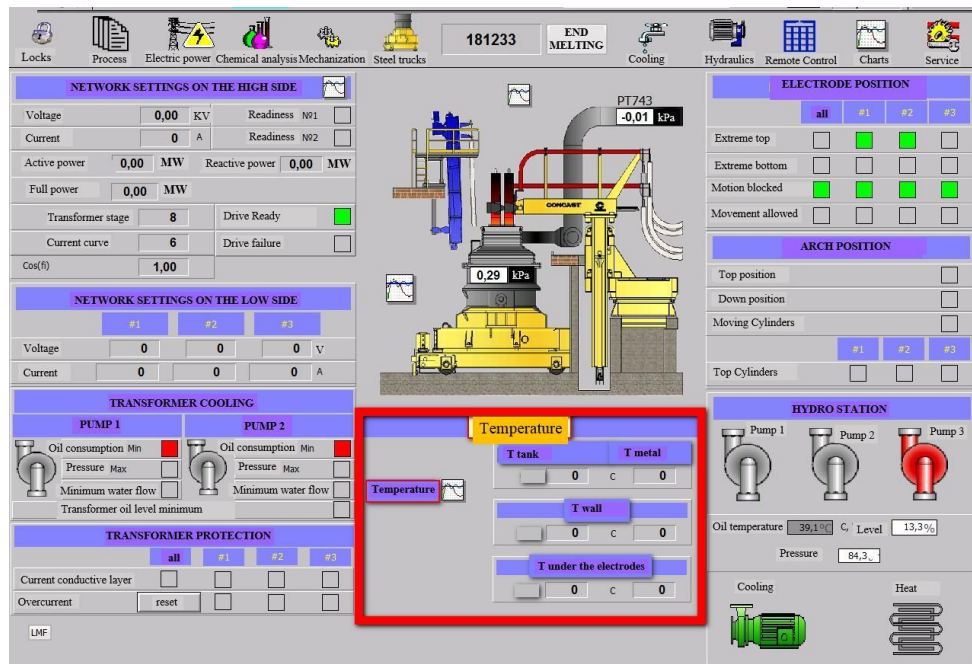 181233
END
MELTING
Locks
Process
Electric power
Chemical analysis
Mechanization
Steel trucks
Cooling
Hydraulics
Remote Control
Charts
Service
NETWORK SETTINGS ON THE HIGH SIDE
Voltage 0,00 KV Readiness №1
Current 0 A Readiness №2
Active power 0,00 MW Reactive power 0,00 MW
Full power 0,00 MW
Transformer stage 8 Drive Ready
Current curve 6 Drive failure
Cos(fi) 1,00
NETWORK SETTINGS ON THE LOW SIDE
#1 #2 #3
Voltage 0 0 0 V
Current 0 0 0 A
TRANSFORMER COOLING
PUMP 1 PUMP 2
Oil consumption Min Oil consumption Min
Pressure Max Pressure Max
Minimum water flow Minimum water flow
Transformer oil level minimum
TRANSFORMER PROTECTION
all #1 #2 #3
Current conductive layer
Overcurrent reset
LMF
PT743
-0,01 kPa
CONCAST
0,29 kPa
Temperature
T tank T metal
0 C 0
Temperature
T wall
0 C 0
T under the electrodes
0 C 0
ELECTRODE POSITION
all #1 #2 #3
Extreme top
Extreme bottom
Motion blocked
Movement allowed
ARCH POSITION
Top position
Down position
Moving Cylinders
#1 #2 #3
Top Cylinders
HYDRO STATION
Pump 1 Pump 2 Pump 3
Oil temperature 39,1°C C, Level 13,3%
Pressure 84,3
Cooling Heat